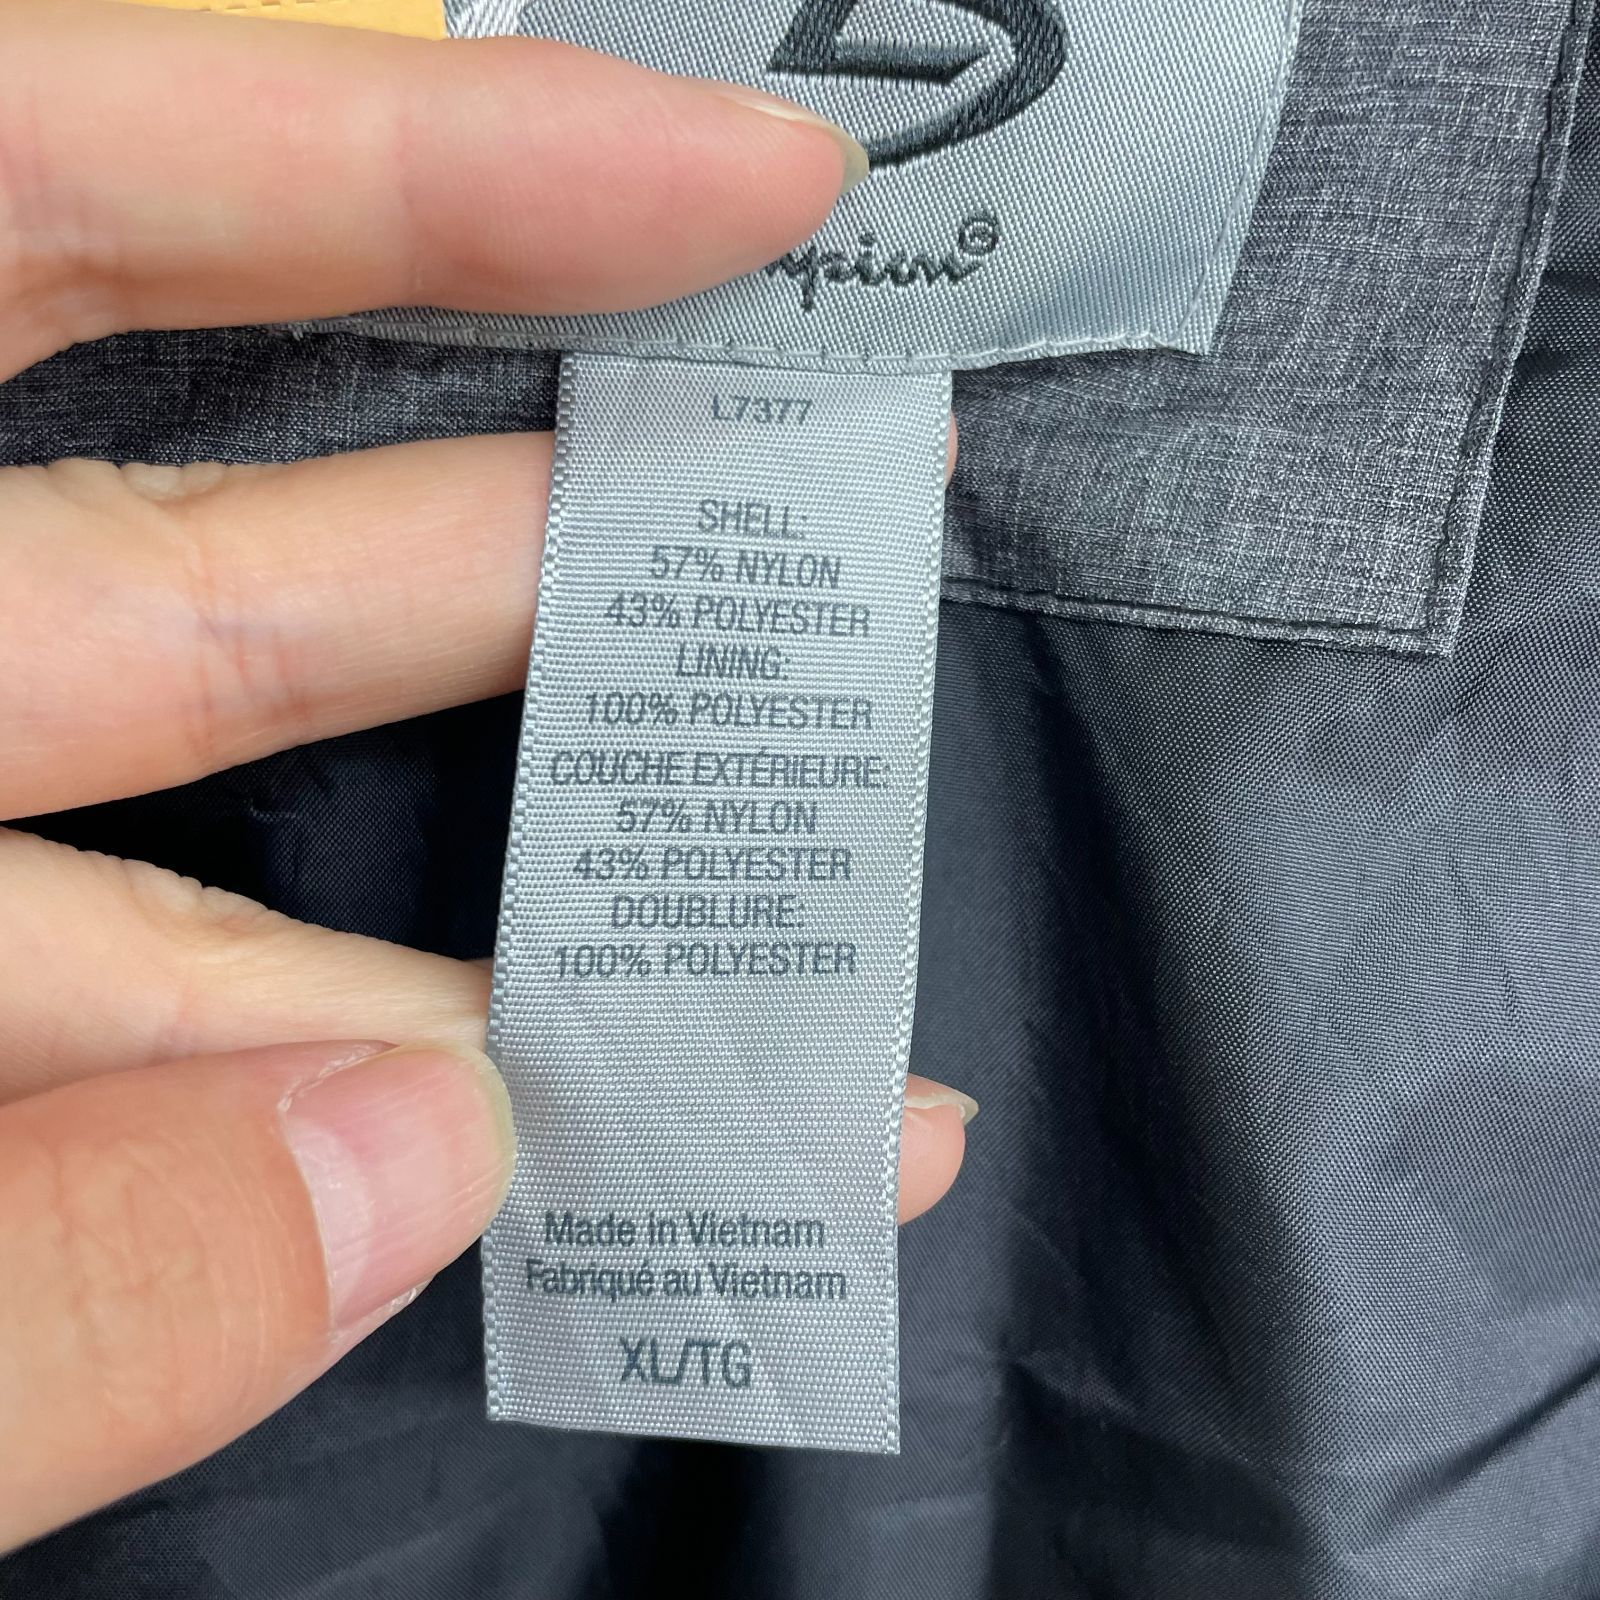 L7377
SHELL:
57% NYLON
43% POLYESTER
LINING:
100% POLYESTER
COUCHE EXTÉRIEURE:
57% NYLON
43% POLYESTER
DOUBLURE:
100% POLYESTER
Made In Vietnam
Fabriqué au Vietnam
XL/TG